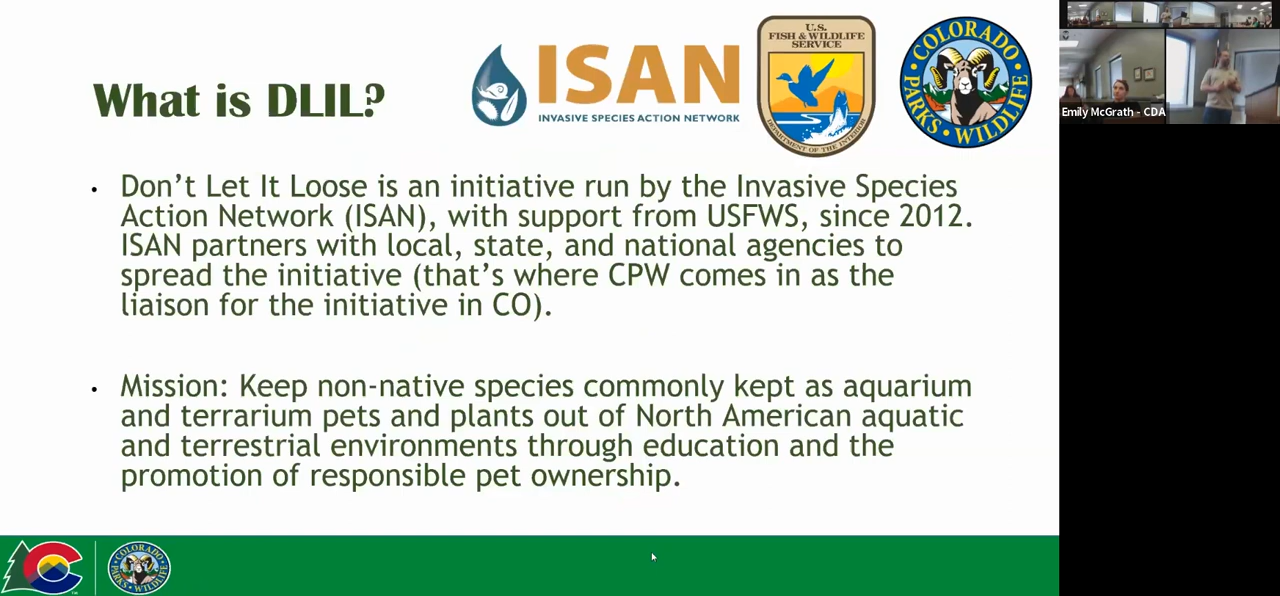 What is DLIL?
ISAN
INVASIVE SPECIES ACTION NETWORK
U.S.
FISH & WILDLIFE
SERVICE
DEPARTMENT OF THE INTERIOR
COLORADO
PARKS • WILDLIFE
Emily McGrath - CDA
• Don’t Let It Loose is an initiative run by the Invasive Species
Action Network (ISAN), with support from USFWS, since 2012.
ISAN partners with local, state, and national agencies to
spread the initiative (that’s where CPW comes in as the
liaison for the initiative in CO).
• Mission: Keep non-native species commonly kept as aquarium
and terrarium pets and plants out of North American aquatic
and terrestrial environments through education and the
promotion of responsible pet ownership.
COLORADO
PARKS • WILDLIFE